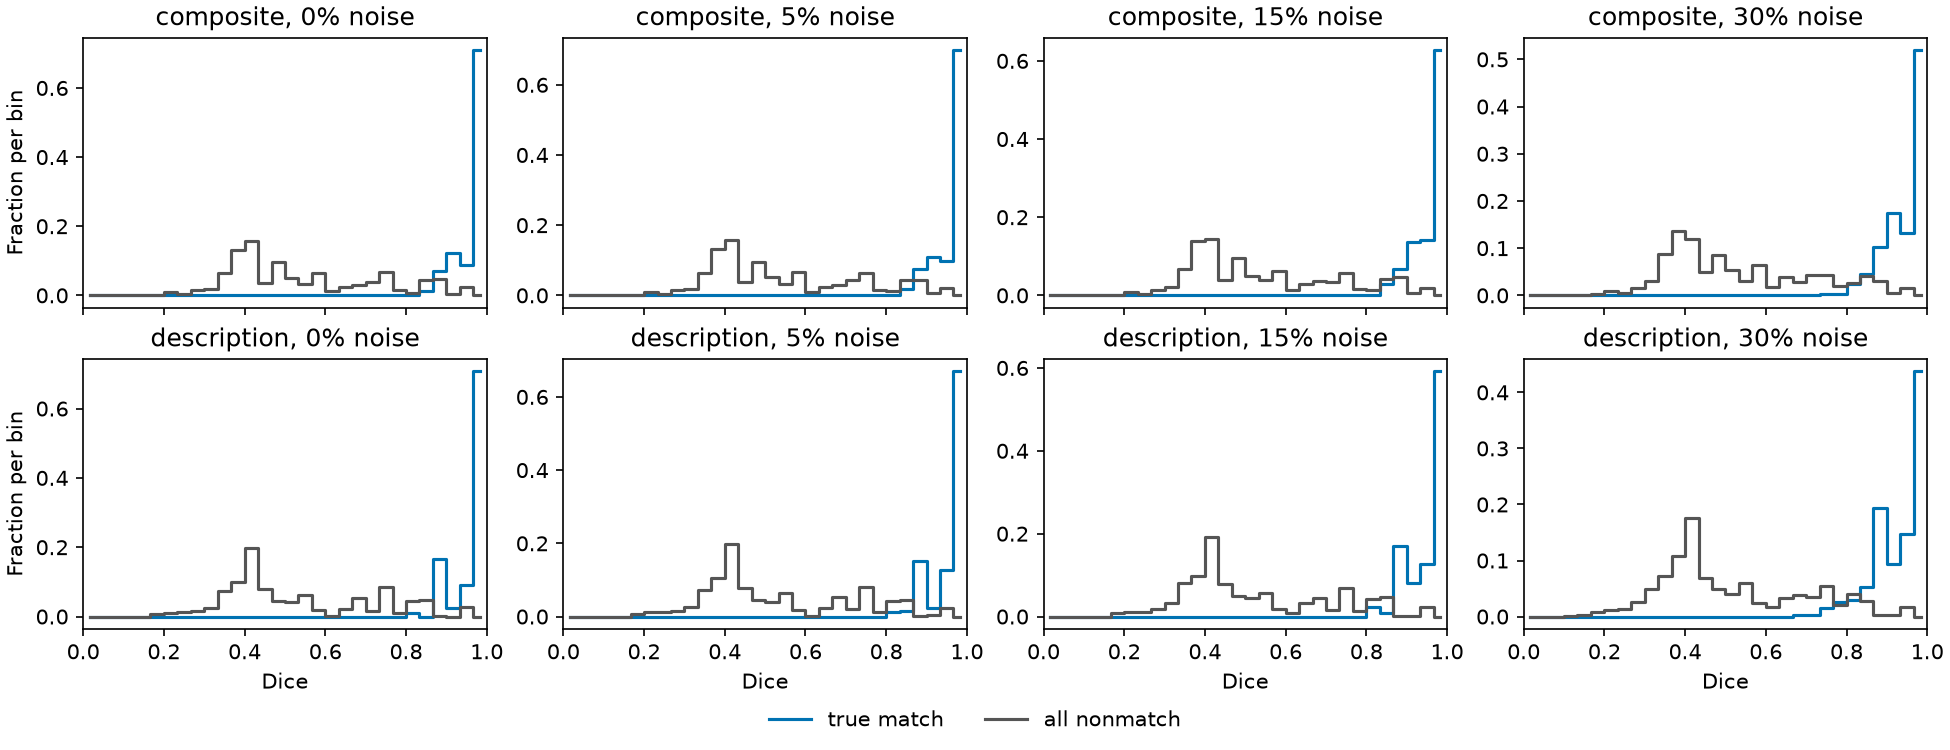 composite, 0% noise
composite, 5% noise
composite, 15% noise
composite, 30% noise
Fraction per bin
0.6
0.4
0.2
0.0
0.6
0.4
0.2
0.0
0.6
0.4
0.2
0.0
0.5
0.4
0.3
0.2
0.1
0.0
description, 0% noise
description, 5% noise
description, 15% noise
description, 30% noise
Fraction per bin
0.6
0.4
0.2
0.0
0.6
0.4
0.2
0.0
0.6
0.4
0.2
0.0
0.4
0.3
0.2
0.1
0.0
0.0 0.2 0.4 0.6 0.8 1.0
0.0 0.2 0.4 0.6 0.8 1.0
0.0 0.2 0.4 0.6 0.8 1.0
0.0 0.2 0.4 0.6 0.8 1.0
Dice
Dice
Dice
Dice
true match
all nonmatch